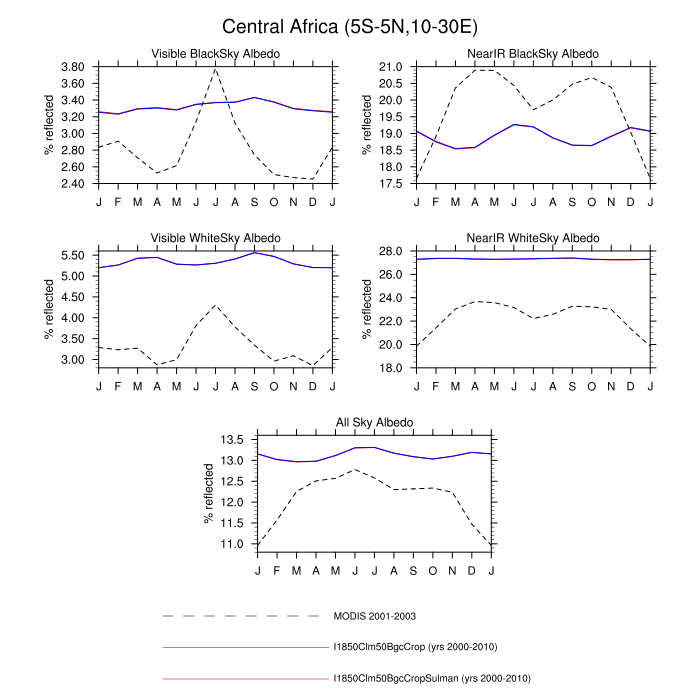 Central Africa (5S-5N,10-30E)
Visible BlackSky Albedo
% reflected
3.80
3.60
3.40
3.20
3.00
2.80
2.60
2.40
J F M A M J J A S O N D J
NearIR BlackSky Albedo
% reflected
21.0
20.5
20.0
19.5
19.0
18.5
18.0
17.5
J F M A M J J A S O N D J
Visible WhiteSky Albedo
% reflected
5.50
5.00
4.50
4.00
3.50
3.00
J F M A M J J A S O N D J
NearIR WhiteSky Albedo
% reflected
28.0
26.0
24.0
22.0
20.0
18.0
J F M A M J J A S O N D J
All Sky Albedo
% reflected
13.5
13.0
12.5
12.0
11.5
11.0
J F M A M J J A S O N D J
MODIS 2001-2003
I1850Clm50BgcCrop (yrs 2000-2010)
I1850Clm50BgcCropSulman (yrs 2000-2010)